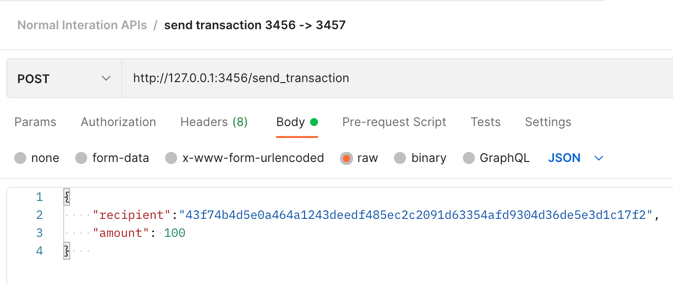 Normal Interation APIs / send transaction 3456 -> 3457
POST http://127.0.0.1:3456/send_transaction
Params Authorization Headers (8) Body Pre-request Script Tests Settings
none form-data x-www-form-urlencoded raw binary GraphQL JSON
1 {
2 "recipient":"43f74b4d5e0a464a1243deedf485ec2c2091d63354afd9304d36de5e3d1c17f2",
3 "amount": 100
4 }